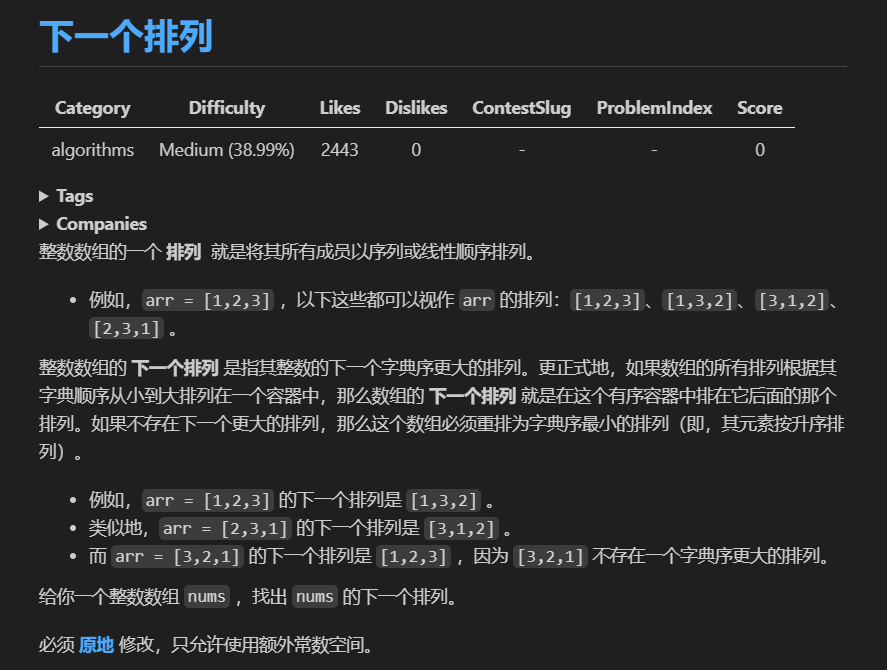 下一个排列
Category Difficulty Likes Dislikes ContestSlug ProblemIndex Score
algorithms Medium (38.99%) 2443 0 - - 0
▶ Tags
▶ Companies
整数数组的一个 排列 就是将其所有成员以序列或线性顺序排列。
• 例如，arr = [1,2,3] ，以下这些都可以视作 arr 的排列：[1,2,3]、[1,3,2]、[3,1,2]、
[2,3,1] 。
整数数组的 下一个排列 是指其整数的下一个字典序更大的排列。更正式地，如果数组的所有排列根据其
字典顺序从小到大排列在一个容器中，那么数组的 下一个排列 就是在这个有序容器中排在它后面的那个
排列。如果不存在下一个更大的排列，那么这个数组必须重排为字典序最小的排列（即，其元素按升序排
列）。
• 例如，arr = [1,2,3] 的下一个排列是 [1,3,2] 。
• 类似地，arr = [2,3,1] 的下一个排列是 [3,1,2] 。
• 而 arr = [3,2,1] 的下一个排列是 [1,2,3] ，因为 [3,2,1] 不存在一个字典序更大的排列。
给你一个整数数组 nums ，找出 nums 的下一个排列。
必须 原地 修改，只允许使用额外常数空间。